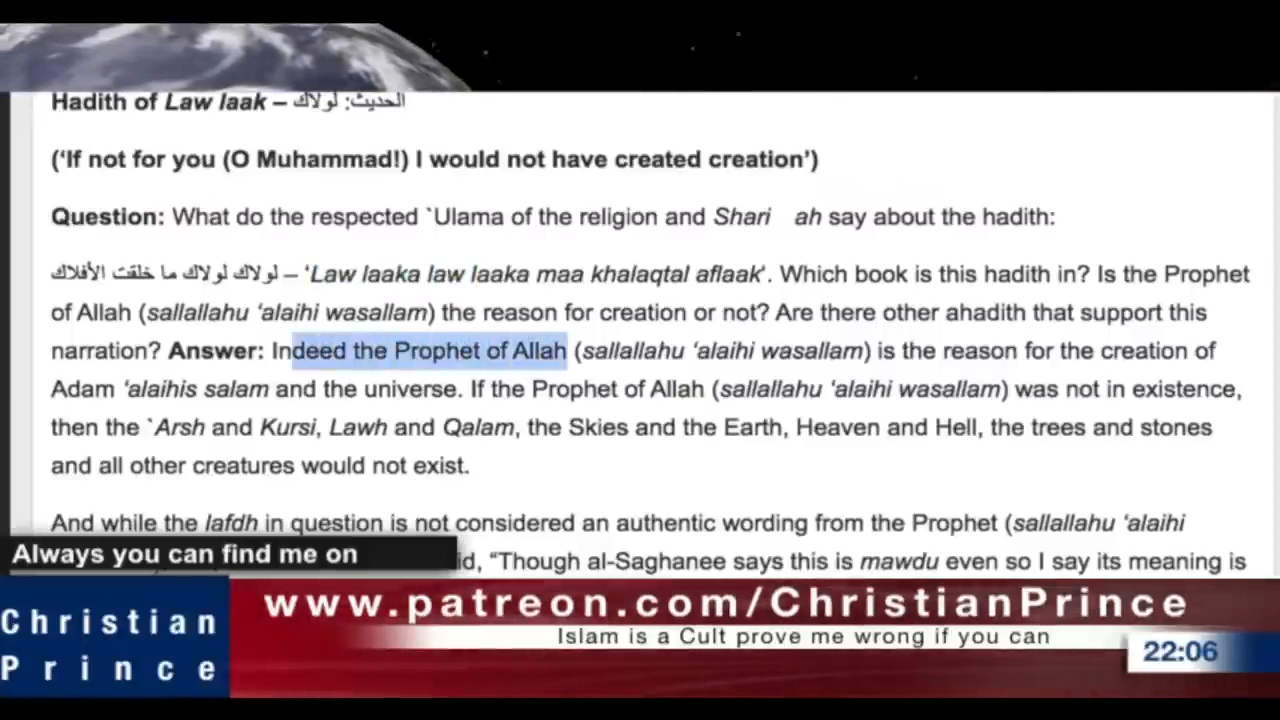 Hadith of Law laak – الحديث: لولاك
(‘If not for you (O Muhammad!) I would not have created creation’)
Question: What do the respected `Ulama of the religion and Shari ah say about the hadith:
لولاك لولاك ما خلقت الأفلاك – ‘Law laaka law laaka maa khalaqtal aflaak’. Which book is this hadith in? Is the Prophet
of Allah (sallallahu ‘alaihi wasallam) the reason for creation or not? Are there other ahadith that support this
narration? Answer: Indeed the Prophet of Allah (sallallahu ‘alaihi wasallam) is the reason for the creation of
Adam ‘alaihis salam and the universe. If the Prophet of Allah (sallallahu ‘alaihi wasallam) was not in existence,
then the `Arsh and Kursi, Lawh and Qalam, the Skies and the Earth, Heaven and Hell, the trees and stones
and all other creatures would not exist.
And while the lafdh in question is not considered an authentic wording from the Prophet (sallallahu ‘alaihi
id, “Though al-Saghanee says this is mawdu even so I say its meaning is
Always you can find me on
www.patreon.com/ChristianPrince
Islam is a Cult prove me wrong if you can
Christian
Prince
22:06